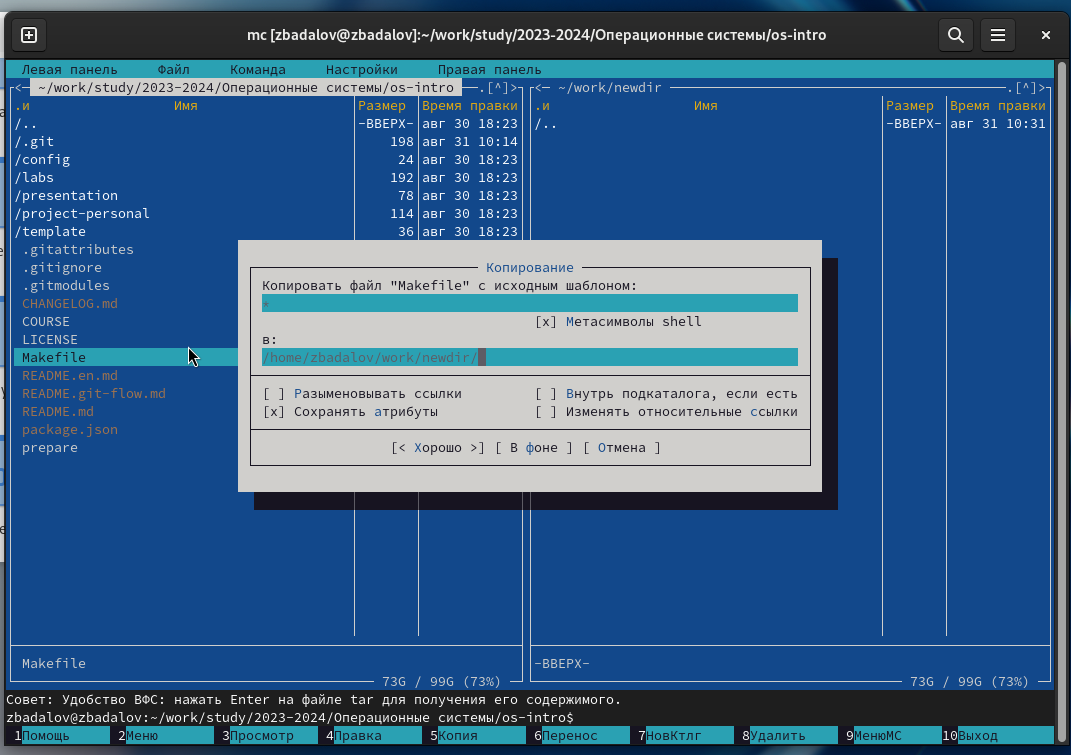 mc [zbadalov@zbadalov]:~/work/study/2023-2024/Операционные системы/os-intro
Левая панель Файл Команда Настройки Правая панель
<─ ~/work/study/2023-2024/Операционные системы/os-intro ─.[^]> <─ ~/work/newdir ─.[^]>
.и Имя Размер Время правки .и Имя Размер Время правки
/.. -ВВЕРХ- авг 30 18:23 /.. -ВВЕРХ- авг 31 10:31
/.git 198 авг 31 10:14
/config 24 авг 30 18:23
/labs 192 авг 30 18:23
/presentation 78 авг 30 18:23
/project-personal 114 авг 30 18:23
/template 36 авг 30 18:23
.gitattributes
.gitignore
.gitmodules
CHANGELOG.md
COURSE
LICENSE
Makefile
README.en.md
README.git-flow.md
README.md
package.json
prepare
Копирование
Копировать файл "Makefile" с исходным шаблоном:
*
[x] Метасимволы shell
в:
/home/zbadalov/work/newdir/
[ ] Разыменовывать ссылки [ ] Внутрь подкаталога, если есть
[x] Сохранять атрибуты [ ] Изменять относительные ссылки
[< Хорошо >] [ В фоне ] [ Отмена ]
Makefile -ВВЕРХ-
73G / 99G (73%) 73G / 99G (73%)
Совет: Удобство ВФС: нажать Enter на файле tar для получения его содержимого.
zbadalov@zbadalov:~/work/study/2023-2024/Операционные системы/os-intro$
1Помощь 2Меню 3Просмотр 4Правка 5Копия 6Перенос 7НовКтлг 8Удалить 9МенюMC 10Выход